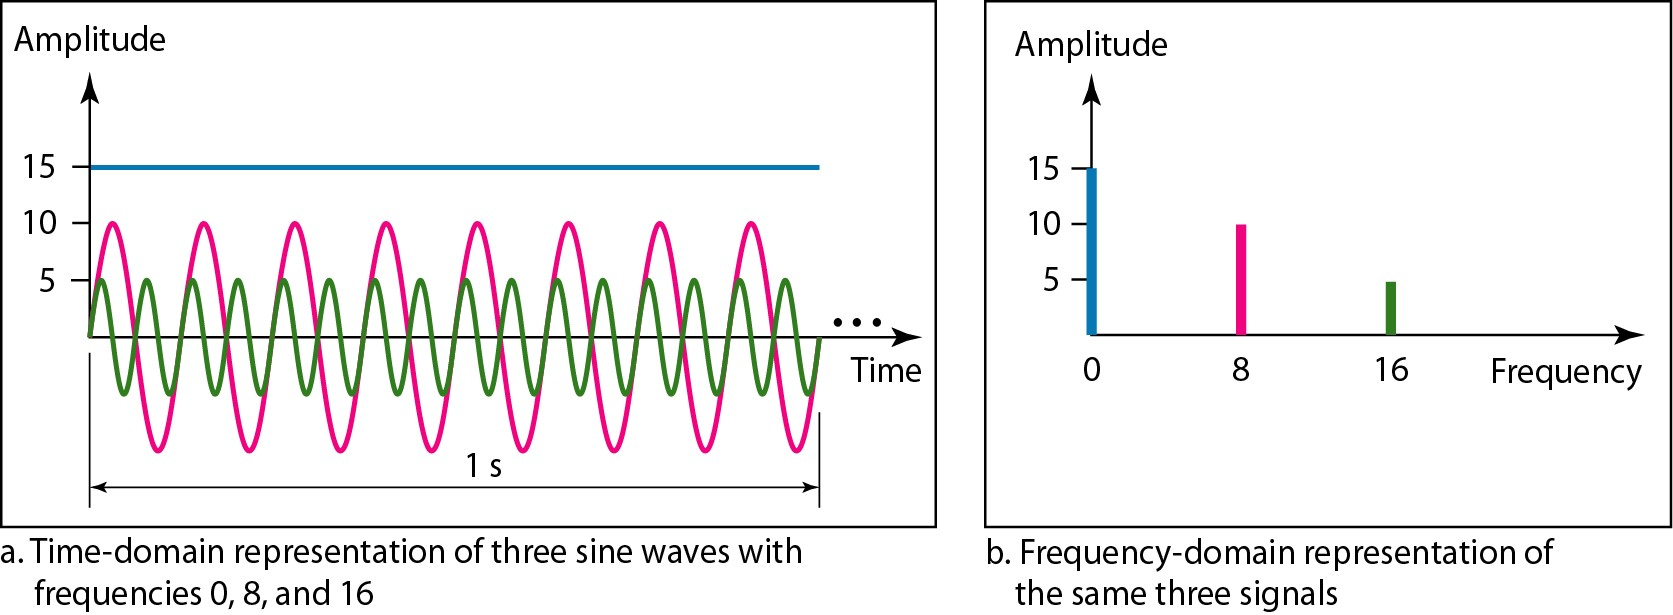 Amplitude
15
10
5
Time
1 s
a. Time-domain representation of three sine waves with
frequencies 0, 8, and 16
Amplitude
15
10
5
0 8 16 Frequency
b. Frequency-domain representation of
the same three signals